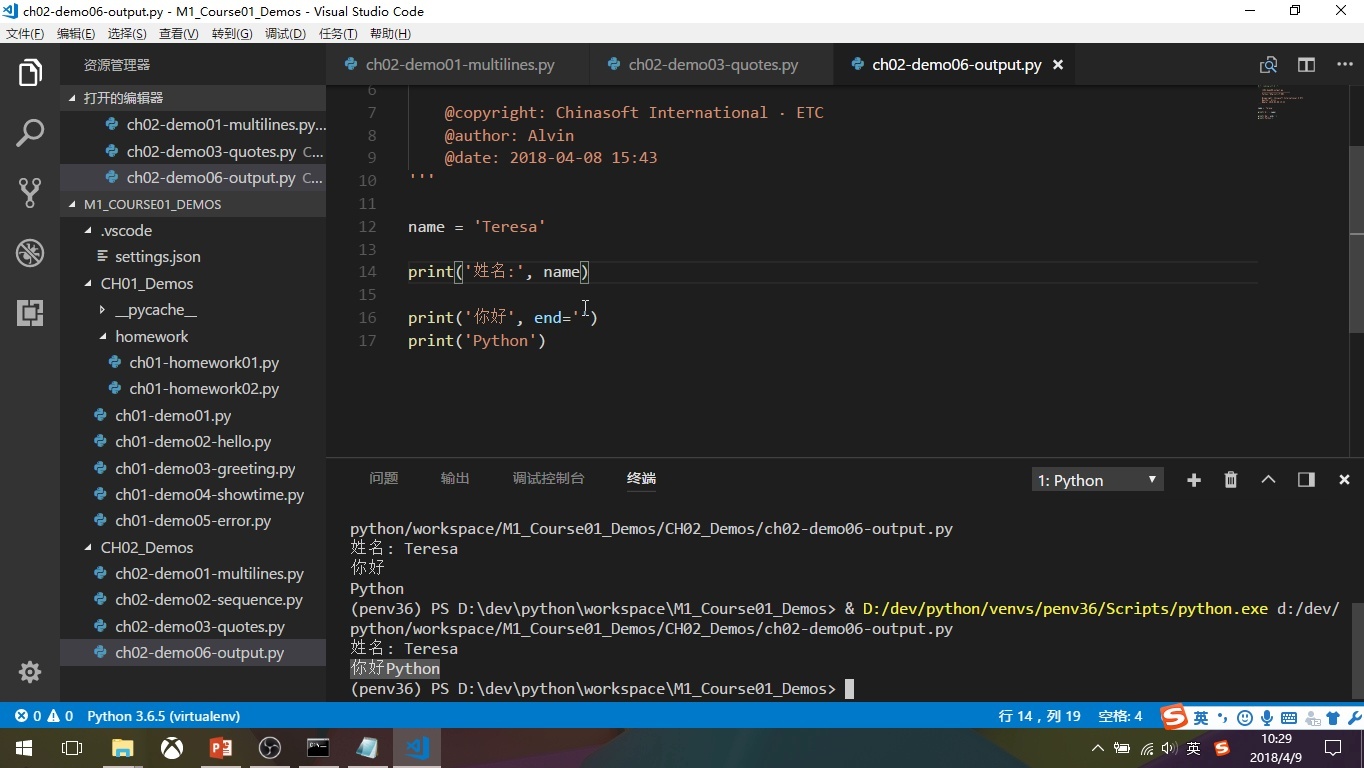 ch02-demo06-output.py - M1_Course01_Demos - Visual Studio Code
文件(F) 编辑(E) 选择(S) 查看(V) 转到(G) 调试(D) 任务(T) 帮助(H)
资源管理器
打开的编辑器
ch02-demo01-multilines.py...
ch02-demo03-quotes.py C...
ch02-demo06-output.py C...
M1_COURSE01_DEMOS
.vscode
settings.json
CH01_Demos
__pycache__
homework
ch01-homework01.py
ch01-homework02.py
ch01-demo01.py
ch01-demo02-hello.py
ch01-demo03-greeting.py
ch01-demo04-showtime.py
ch01-demo05-error.py
CH02_Demos
ch02-demo01-multilines.py
ch02-demo02-sequence.py
ch02-demo03-quotes.py
ch02-demo06-output.py
ch02-demo01-multilines.py ch02-demo03-quotes.py ch02-demo06-output.py
6
7 @copyright: Chinasoft International · ETC
8 @author: Alvin
9 @date: 2018-04-08 15:43
10 '''
11
12 name = 'Teresa'
13
14 print('姓名:', name)
15
16 print('你好', end='')
17 print('Python')
问题 输出 调试控制台 终端 1: Python
python/workspace/M1_Course01_Demos/CH02_Demos/ch02-demo06-output.py
姓名: Teresa
你好
Python
(penv36) PS D:\dev\python\workspace\M1_Course01_Demos> & D:/dev/python/venvs/penv36/Scripts/python.exe d:/dev/
python/workspace/M1_Course01_Demos/CH02_Demos/ch02-demo06-output.py
姓名: Teresa
你好Python
(penv36) PS D:\dev\python\workspace\M1_Course01_Demos>
0 0 Python 3.6.5 (virtualenv) 行 14，列 19 空格: 4 英
英 10:29
2018/4/9